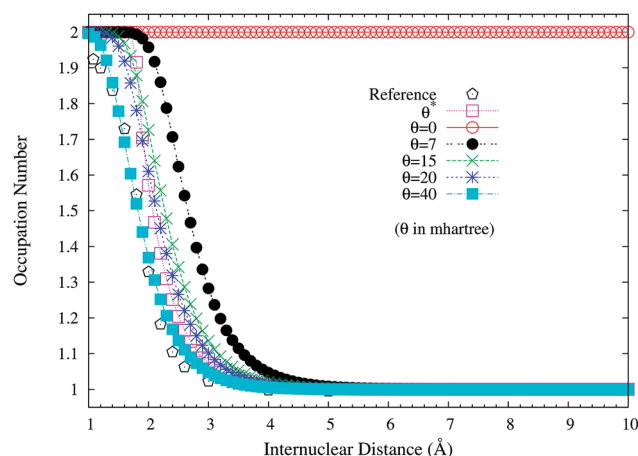 2
1.9
1.8
1.7
1.6
1.5
1.4
1.3
1.2
1.1
1
Occupation Number
Reference
θ*
θ=0
θ=7
θ=15
θ=20
θ=40
(θ in mhartree)
1 2 3 4 5 6 7 8 9 10
Internuclear Distance (Å)